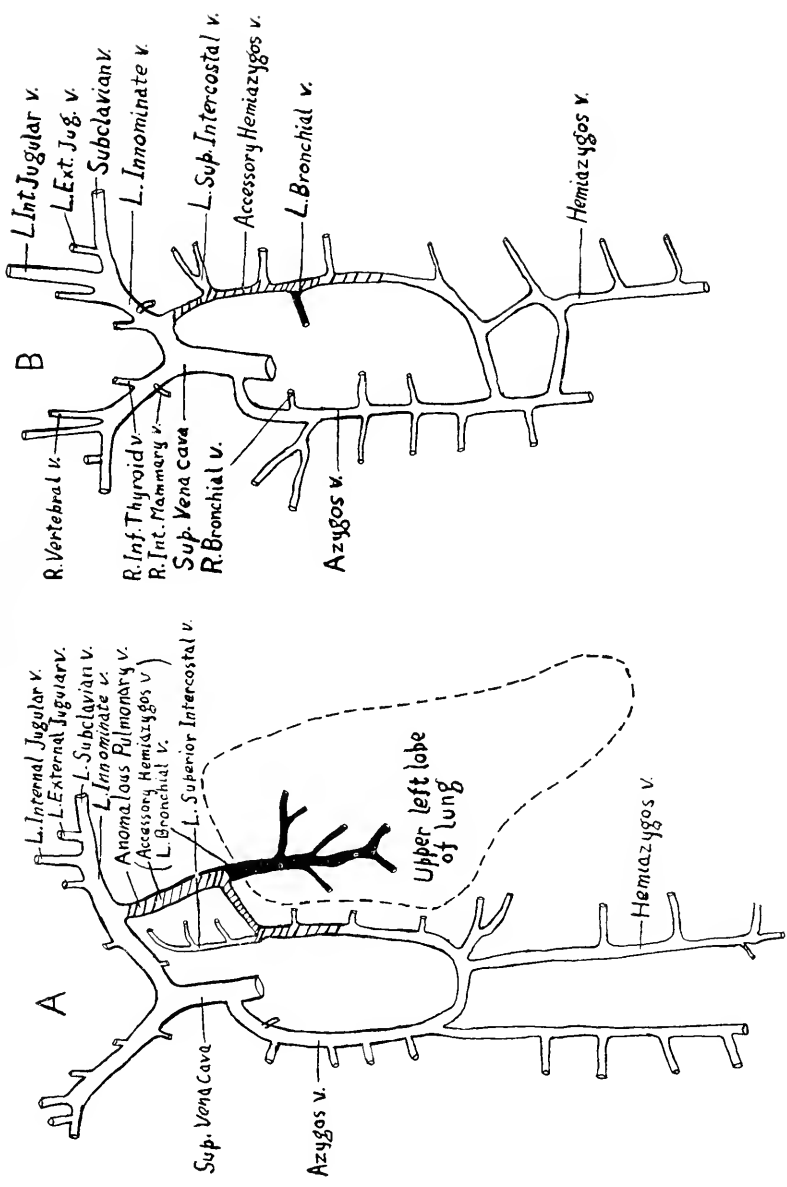 A
L. Internal Jugular v.
L. External Jugular v.
L. Subclavian v.
L. Innominate v.
Anomalous Pulmonary v.
(Accessory Hemiazygos v
L. Bronchial v.)
L. Superior Intercostal v.
Sup. Vena Cava
Azygos v.
Upper left lobe
of lung
Hemiazygos v.
B
L. Int. Jugular v.
L. Ext. Jug. v.
Subclavian v.
L. Innominate v.
L. Sup. Intercostal v.
Accessory Hemiazygos v.
L. Bronchial v.
Hemiazygos v.
R. Vertebral v.
R. Inf. Thyroid v.
R. Int. Mammary v.
Sup. Vena Cava
R. Bronchial v.
Azygos v.